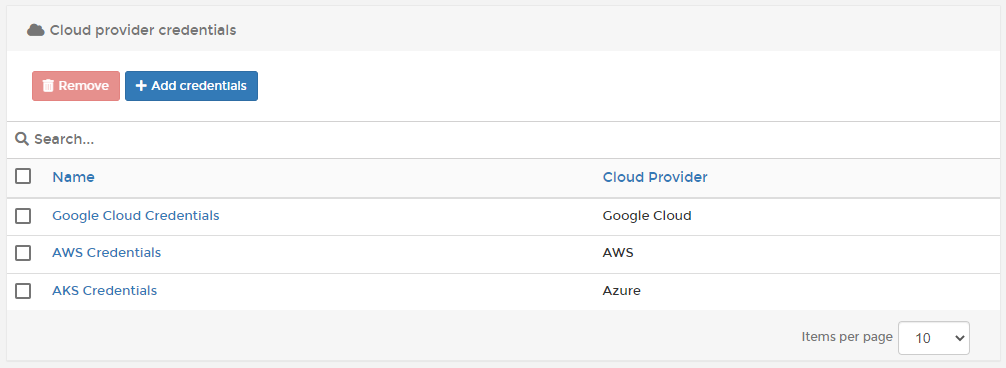 Cloud provider credentials
Remove Add credentials
Search...
Name Cloud Provider
Google Cloud Credentials Google Cloud
AWS Credentials AWS
AKS Credentials Azure
Items per page 10